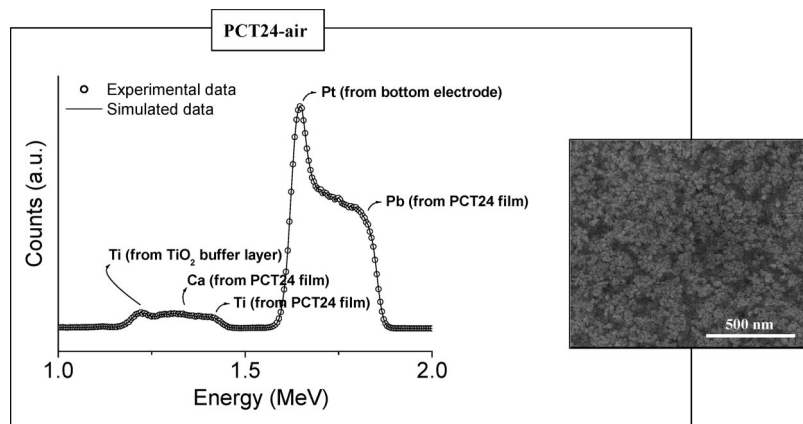 PCT24-air
Experimental data
Simulated data
Pt (from bottom electrode)
Pb (from PCT24 film)
Ti (from TiO₂ buffer layer)
Ca (from PCT24 film)
Ti (from PCT24 film)
Counts (a.u.)
1.0
1.5
2.0
Energy (MeV)
500 nm